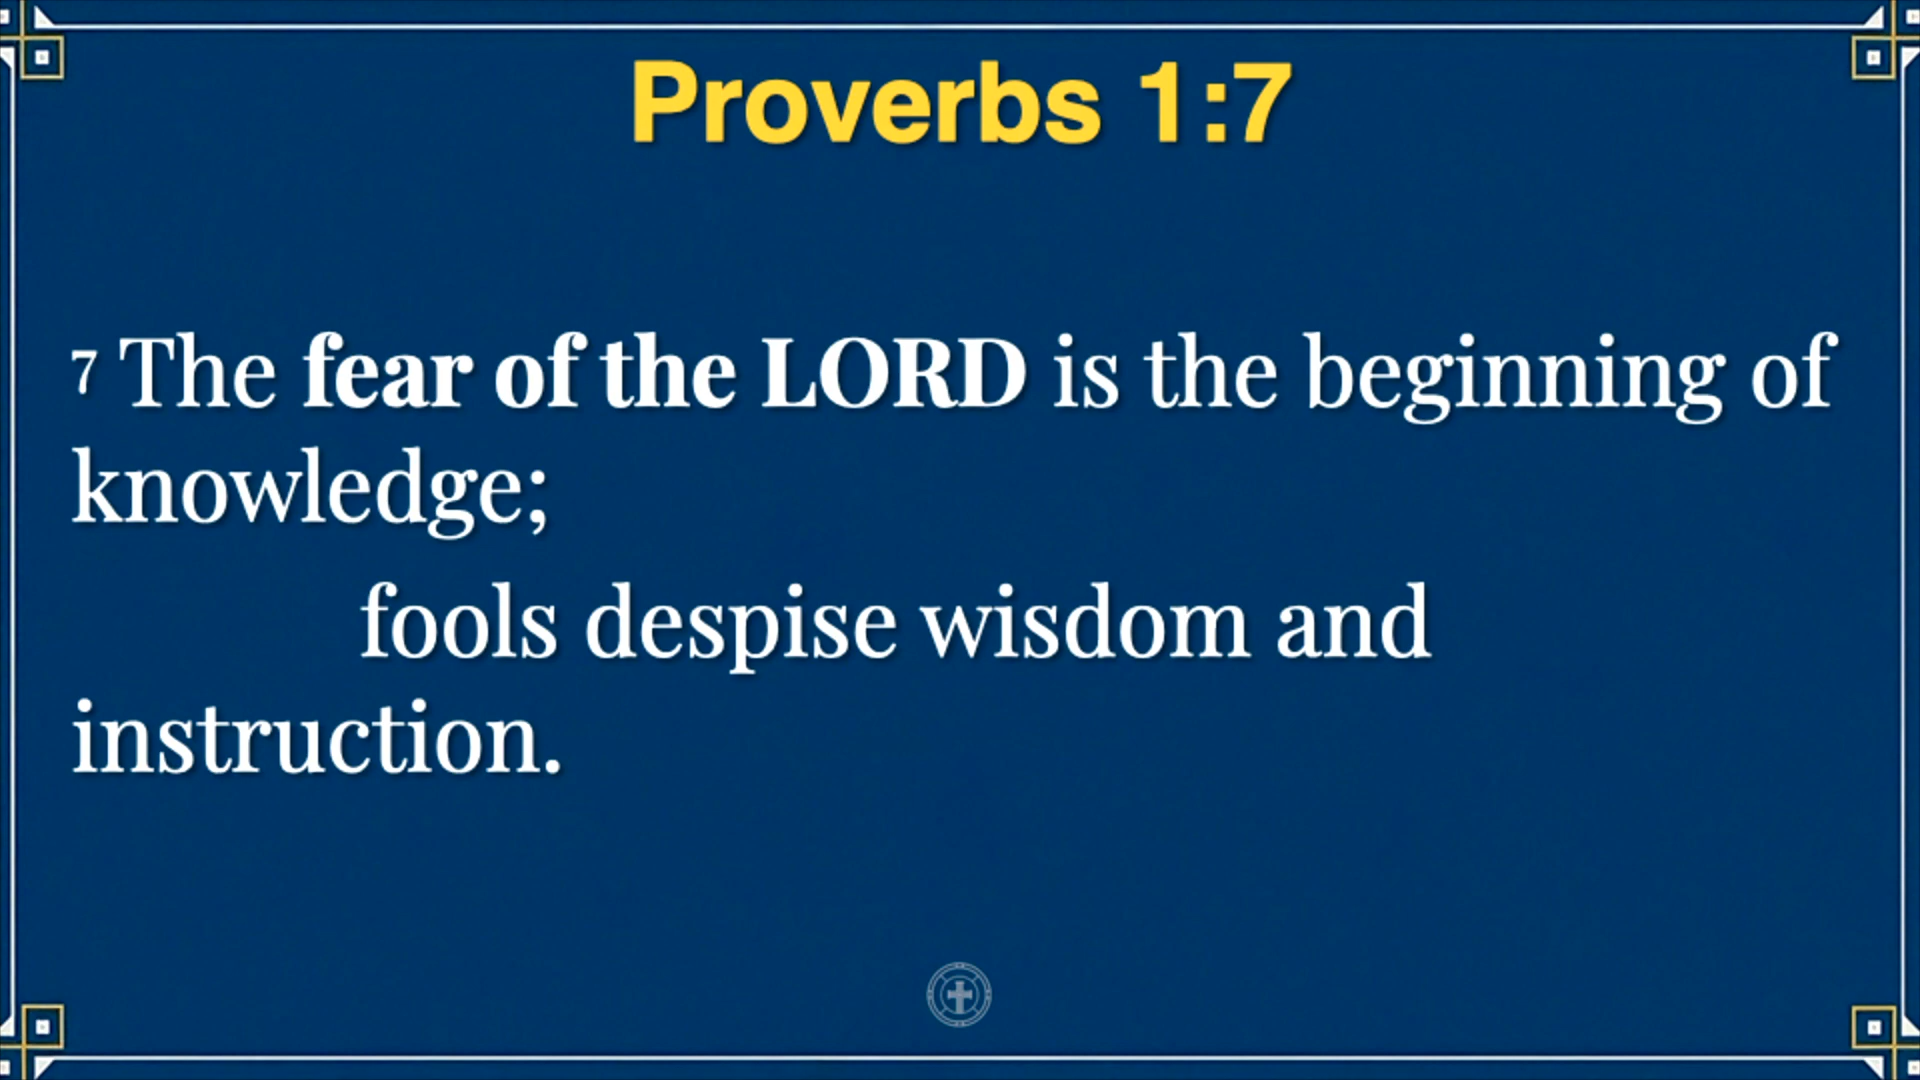 Proverbs 1:7
7 The fear of the LORD is the beginning of
knowledge;
fools despise wisdom and
instruction.